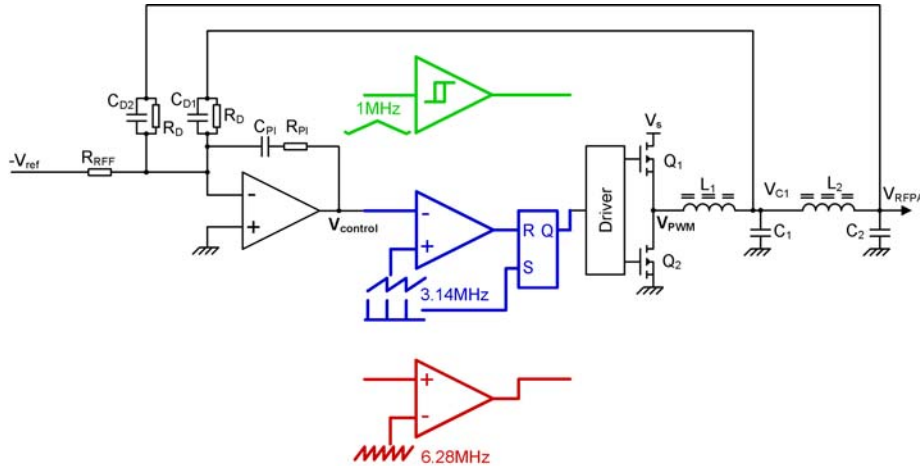 C_D2
R_D
C_D1
R_D
C_PI R_PI
R_RFF
-V_ref
-
+
V_control
1MHz
-
+
3.14MHz
R Q
S
Driver
V_s
Q_1
Q_2
V_PWM
L_1
V_C1
L_2
V_RFPA
C_1
C_2
+
-
6.28MHz